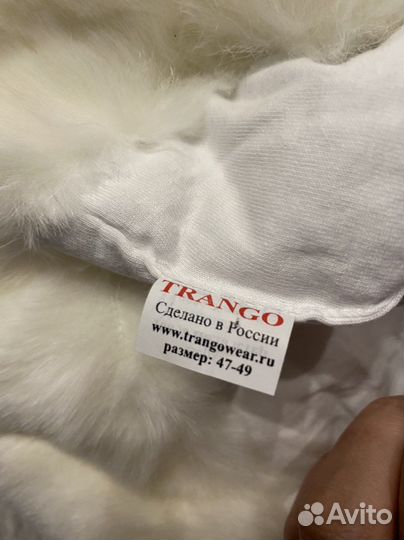 TRANGO
Сделано в России
www.trangowear.ru
размер: 47-49
Avito